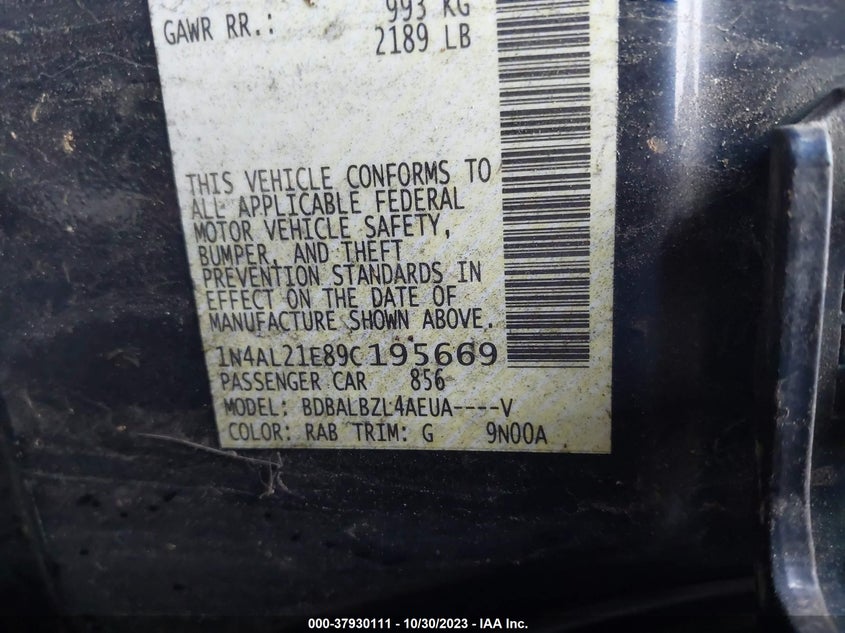 993 KG
GAWR RR.: 2189 LB
THIS VEHICLE CONFORMS TO
ALL APPLICABLE FEDERAL
MOTOR VEHICLE SAFETY,
BUMPER, AND THEFT
PREVENTION STANDARDS IN
EFFECT ON THE DATE OF
MANUFACTURE SHOWN ABOVE.
1N4AL21E89C195669
PASSENGER CAR 856
MODEL: BDBALBZL4AEUA----V
COLOR: RAB TRIM: G 9N00A
000-37930111 - 10/30/2023 - IAA Inc.